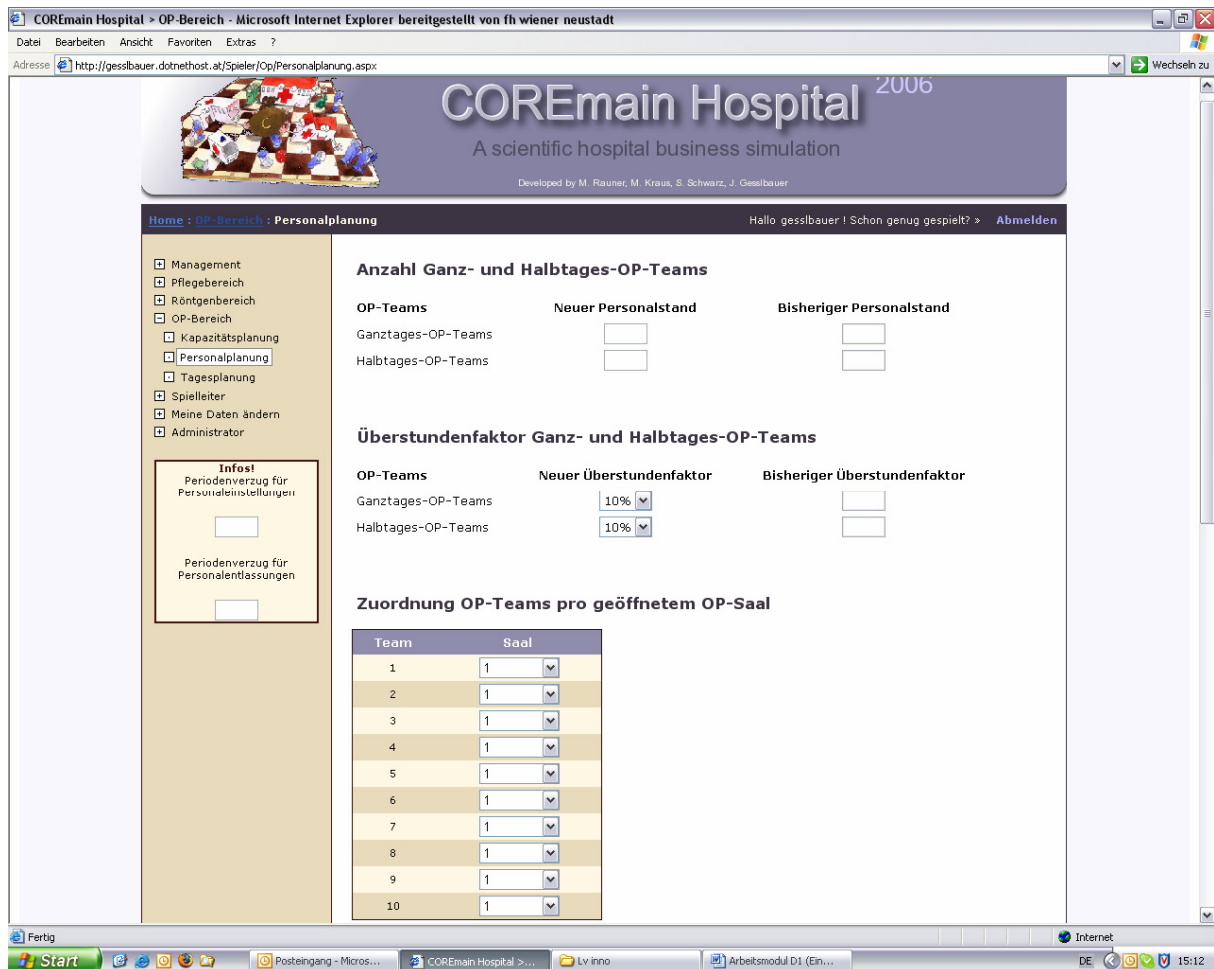 COREmain Hospital > OP-Bereich - Microsoft Internet Explorer bereitgestellt von fh wiener neustadt
Datei Bearbeiten Ansicht Favoriten Extras ?
Adresse http://gesslbauer.dotnethost.at/Spieler/Op/Personalplanung.aspx Wechseln zu
COREmain Hospital 2006
A scientific hospital business simulation
Developed by M. Rauner, M. Kraus, S. Schwarz, J. Gesslbauer
Home : OP-Bereich : Personalplanung Hallo gesslbauer ! Schon genug gespielt? » Abmelden
Management
Pflegebereich
Röntgenbereich
OP-Bereich
Kapazitätsplanung
Personalplanung
Tagesplanung
Spielleiter
Meine Daten ändern
Administrator
Infos!
Periodenverzug für
Personaleinstellungen
Periodenverzug für
Personalentlassungen
Anzahl Ganz- und Halbtages-OP-Teams
OP-Teams Neuer Personalstand Bisheriger Personalstand
Ganztages-OP-Teams
Halbtages-OP-Teams
Überstundenfaktor Ganz- und Halbtages-OP-Teams
OP-Teams Neuer Überstundenfaktor Bisheriger Überstundenfaktor
Ganztages-OP-Teams 10%
Halbtages-OP-Teams 10%
Zuordnung OP-Teams pro geöffnetem OP-Saal
Team Saal
1 1
2 1
3 1
4 1
5 1
6 1
7 1
8 1
9 1
10 1
Fertig Internet
Start Posteingang - Micros... COREmain Hospital >... Lv inno Arbeitsmodul D1 (Ein... DE 15:12